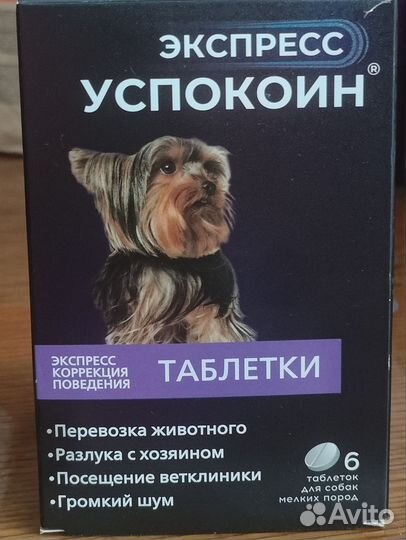 ЭКСПРЕСС
УСПОКОИН®
ЭКСПРЕСС
КОРРЕКЦИЯ
ПОВЕДЕНИЯ
ТАБЛЕТКИ
•Перевозка животного
•Разлука с хозяином
•Посещение ветклиники
•Громкий шум
6
таблеток
для собак
мелких пород
Avito